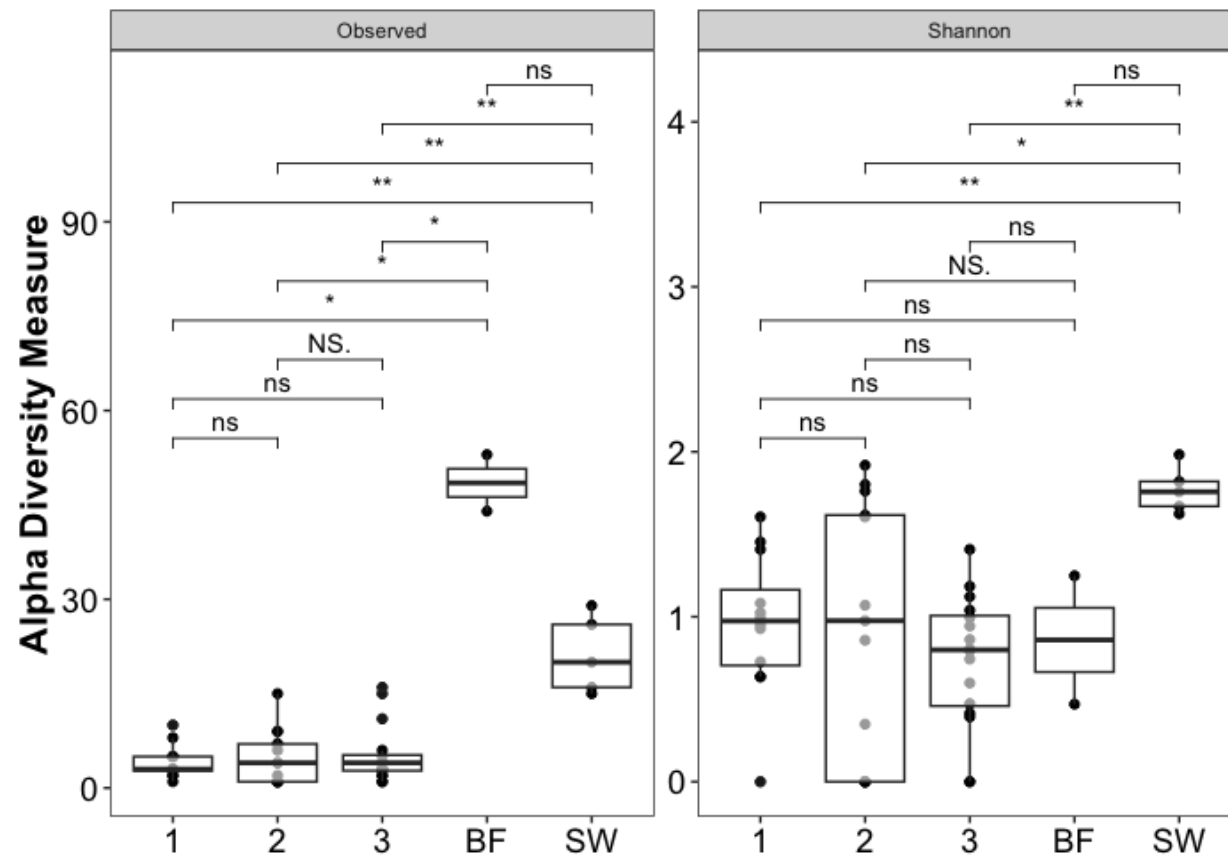 Observed
Shannon
Alpha Diversity Measure
90
60
30
0
ns
**
**
**
*
*
*
NS.
ns
ns
1 2 3 BF SW
4
3
2
1
0
ns
**
*
**
ns
NS.
ns
ns
ns
ns
1 2 3 BF SW